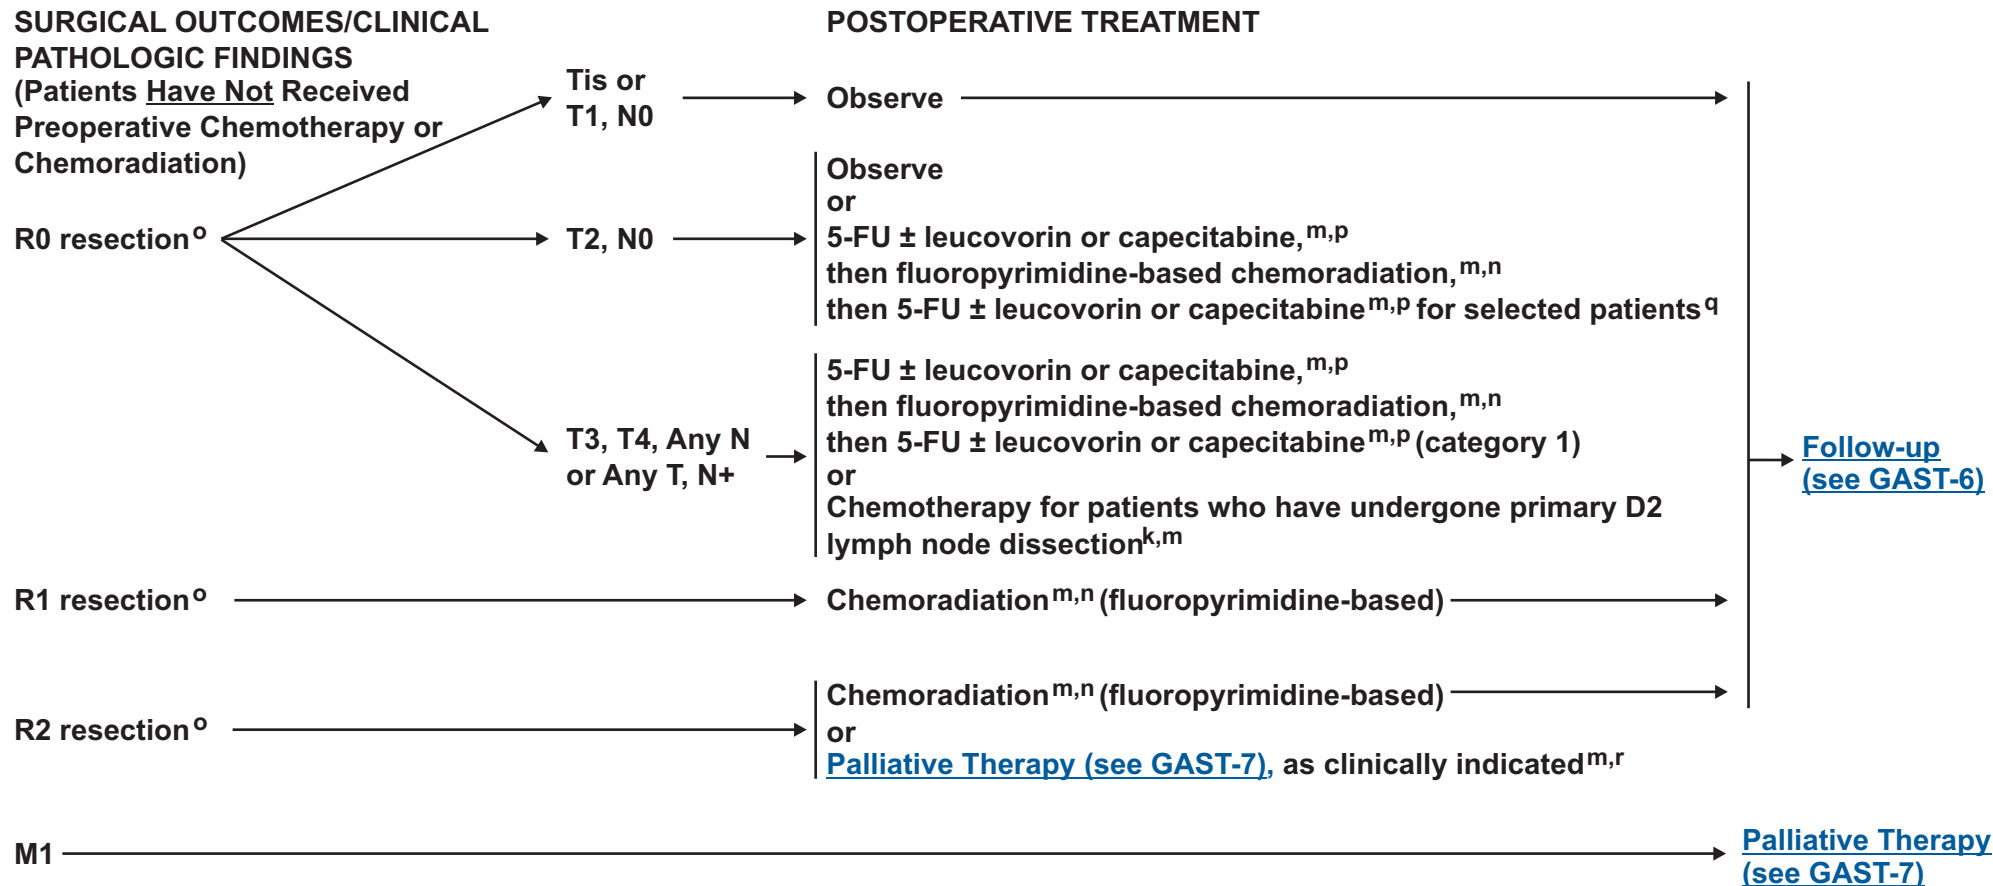 SURGICAL OUTCOMES/CLINICAL
PATHOLOGIC FINDINGS
(Patients Have Not Received
Preoperative Chemotherapy or
Chemoradiation)
POSTOPERATIVE TREATMENT
R0 resection o
Tis or
T1, N0
Observe
T2, N0
Observe
or
5-FU ± leucovorin or capecitabine, m,p
then fluoropyrimidine-based chemoradiation, m,n
then 5-FU ± leucovorin or capecitabine m,p for selected patients q
T3, T4, Any N
or Any T, N+
5-FU ± leucovorin or capecitabine, m,p
then fluoropyrimidine-based chemoradiation, m,n
then 5-FU ± leucovorin or capecitabine m,p (category 1)
or
Chemotherapy for patients who have undergone primary D2
lymph node dissection k,m
Follow-up
(see GAST-6)
R1 resection o
Chemoradiation m,n (fluoropyrimidine-based)
R2 resection o
Chemoradiation m,n (fluoropyrimidine-based)
or
Palliative Therapy (see GAST-7), as clinically indicated m,r
M1
Palliative Therapy
(see GAST-7)